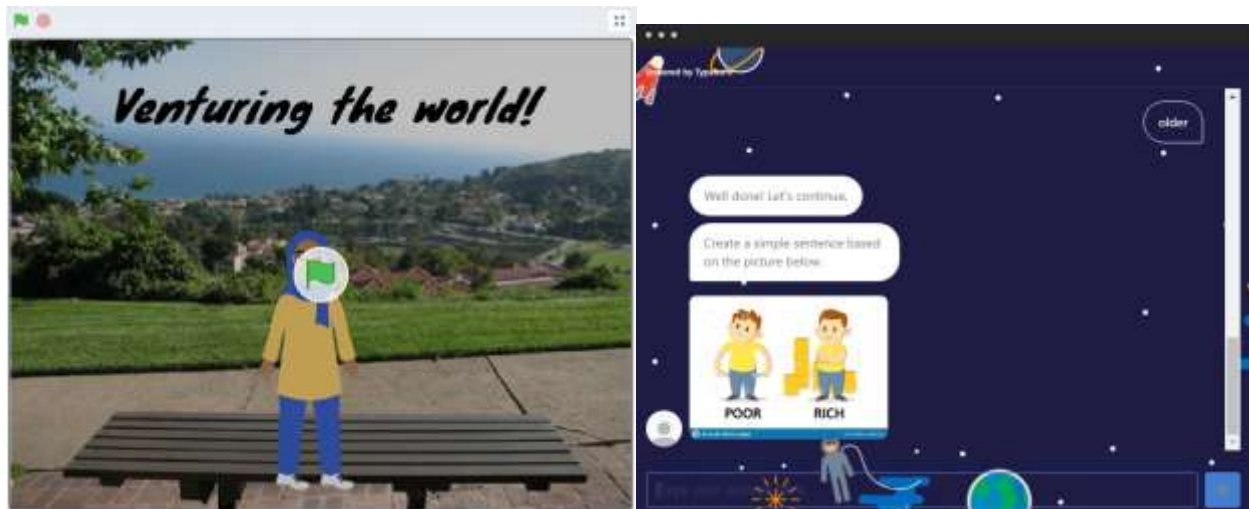 Venturing the world!
older
Well done! Let's continue.
Create a simple sentence based
on the picture below.
POOR
RICH